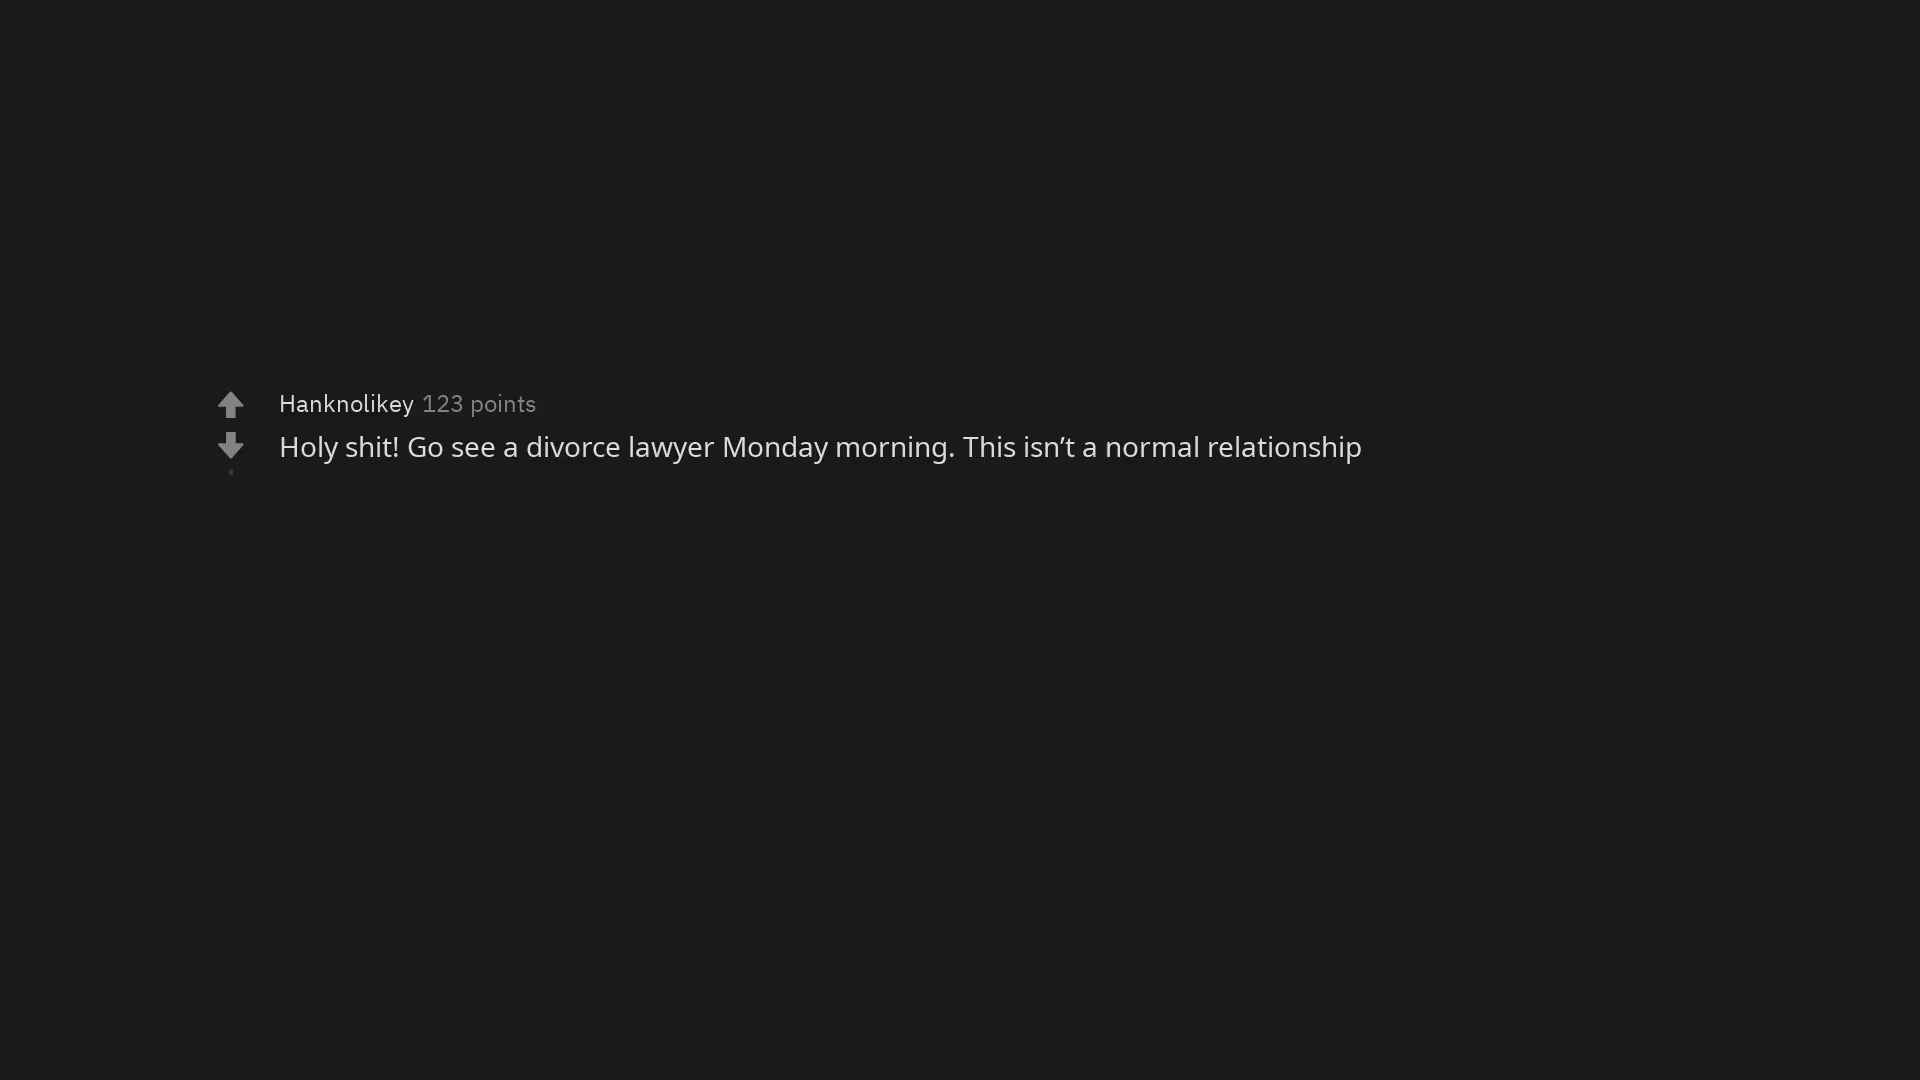 Hanknolikey 123 points
Holy shit! Go see a divorce lawyer Monday morning. This isn’t a normal relationship